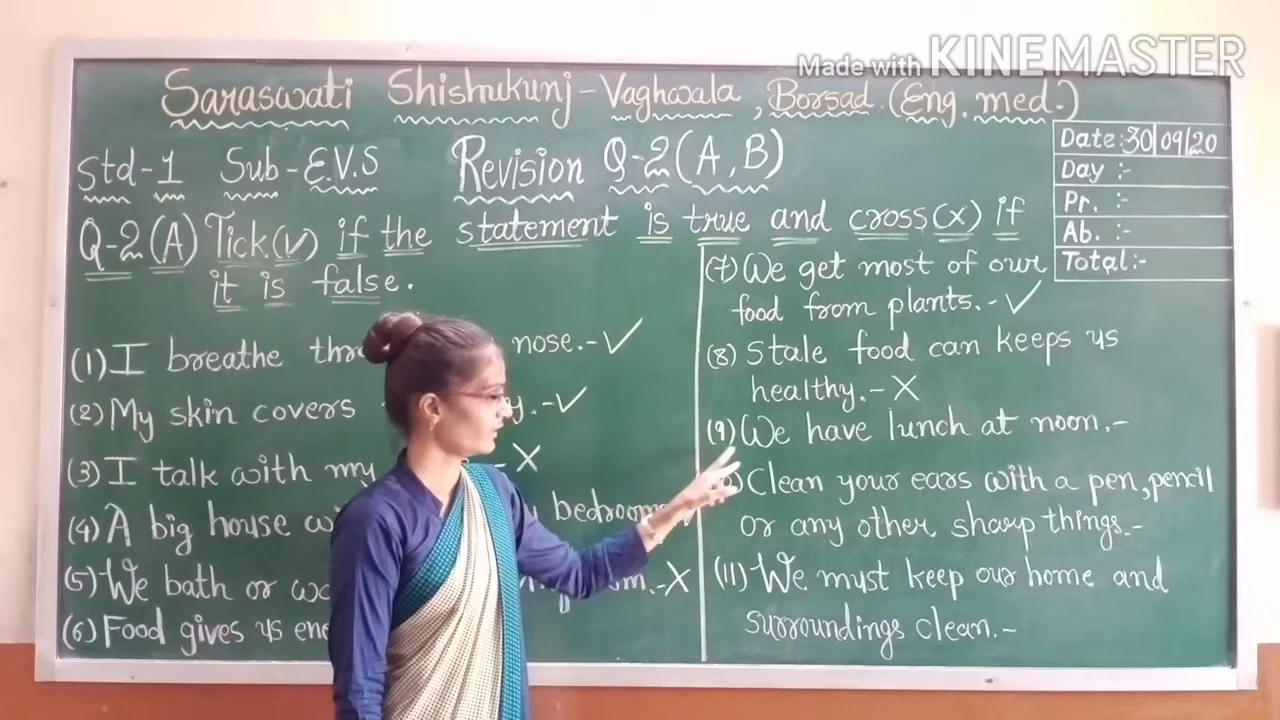 Made with KINEMASTER
Saraswati Shishukunj-Vaghwala, Borsad. (Eng. med.)
Std-1 Sub-E.V.S Revision Q-2(A,B)
Date:30|09|20
Day :-
Pr. :-
Ab. :-
Total:-
Q-2(A) Tick(✓) if the statement is true and cross(x) if
it is false.
(1) I breathe nose.-✓
(2) My skin covers -✓
(3) I talk with my -X
(4) A big house bedrooms
(5) We bath or -X
(6) Food gives us
(7) We get most of our
food from plants.-✓
(8) Stale food can keeps us
healthy.-X
(9) We have lunch at noon.-
Clean your ears with a pen, pencil
or any other sharp things.-
(11) We must keep our home and
surroundings clean.-